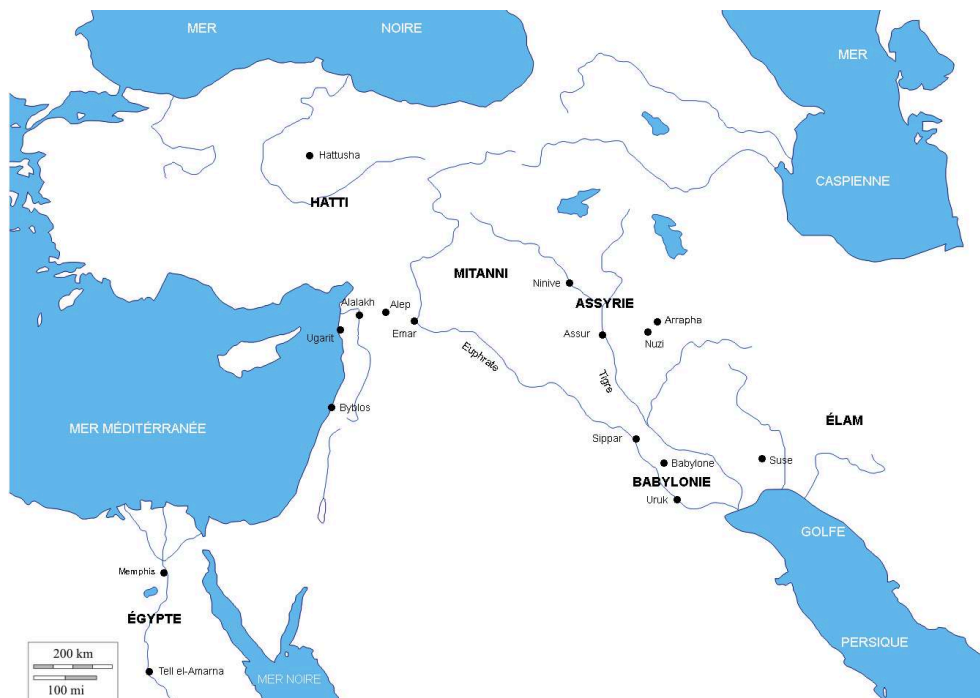 MER NOIRE
MER
Hattusha
CASPIENNE
HATTI
MITANNI
Ninive
ASSYRIE
Alalakh
Alep
Arrapha
Ugarit
Emar
Assur
Nuzi
Euphrate
Tigre
Byblos
ÉLAM
MER MÉDITÉRRANÉE
Sippar
Babylone
Suse
BABYLONIE
Uruk
GOLFE
Memphis
ÉGYPTE
PERSIQUE
200 km
Tell el-Amarna
MER NOIRE
100 mi